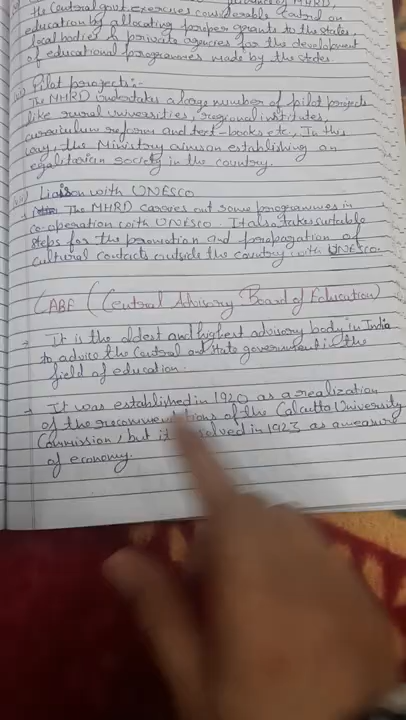 The Central govt. exercises considerable control on
education by allocating proper grants to the states,
local bodies & private agencies for the development
of educational programmes made by the states.
Pilot project:-
The MHRD undertakes a large number of pilot projects
like rural universities, regional institutes,
curriculum reform and text-books etc. In this
way, the Ministry aims on establishing an
egalitarian society in the country.
Liaison with UNESCO
The MHRD carries out some programmes in
co-operation with UNESCO. It also takes suitable
steps for the promotion and propagation of
cultural contacts outside the country with UNESCO.
CABE (Central Advisory Board of Education)
→ It is the oldest and highest advisory body in India
to advice the Central and State government in the
field of education.
→ It was established in 1920 as a realization
of the recommendations of the Calcutta University
Commission, but it in 1923 as a measure
of economy.